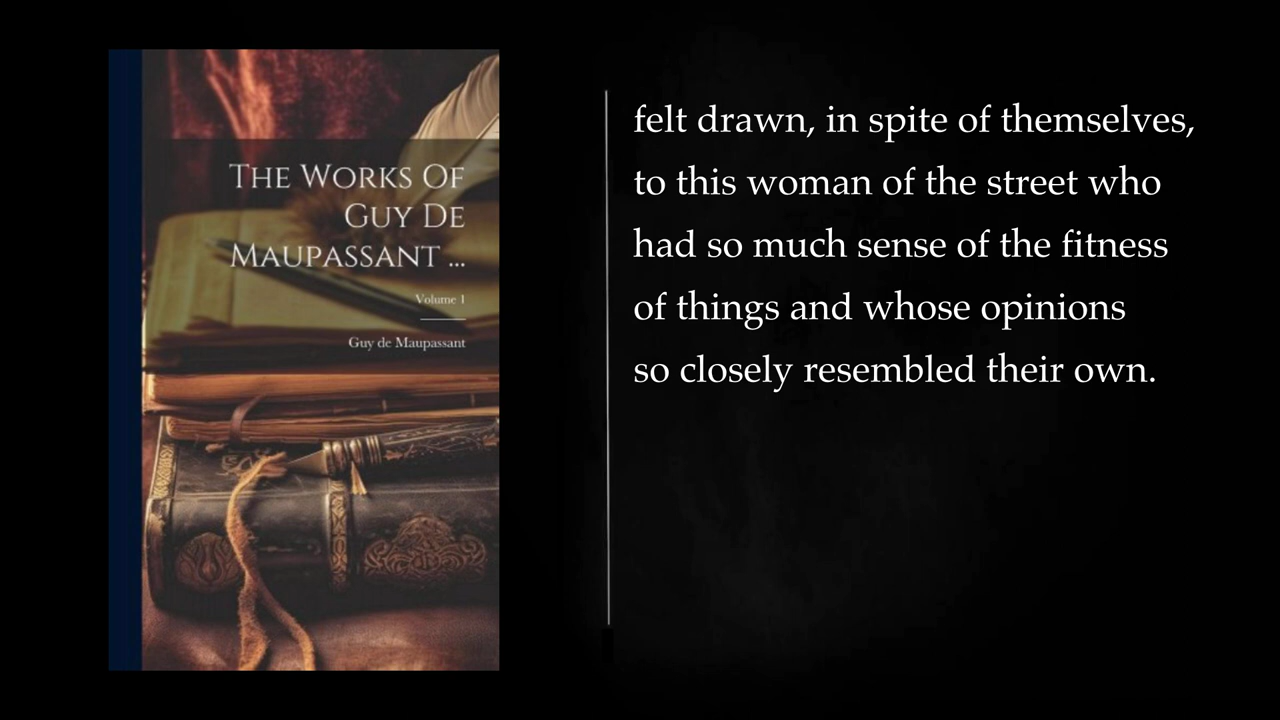 The Works Of
Guy De
Maupassant ...
Volume 1
Guy de Maupassant
felt drawn, in spite of themselves,
to this woman of the street who
had so much sense of the fitness
of things and whose opinions
so closely resembled their own.